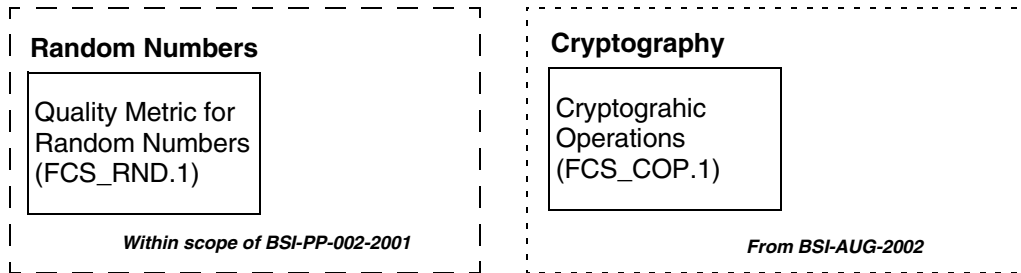 Random Numbers
Quality Metric for
Random Numbers
(FCS_RND.1)
Within scope of BSI-PP-002-2001
Cryptography
Cryptograhic
Operations
(FCS_COP.1)
From BSI-AUG-2002